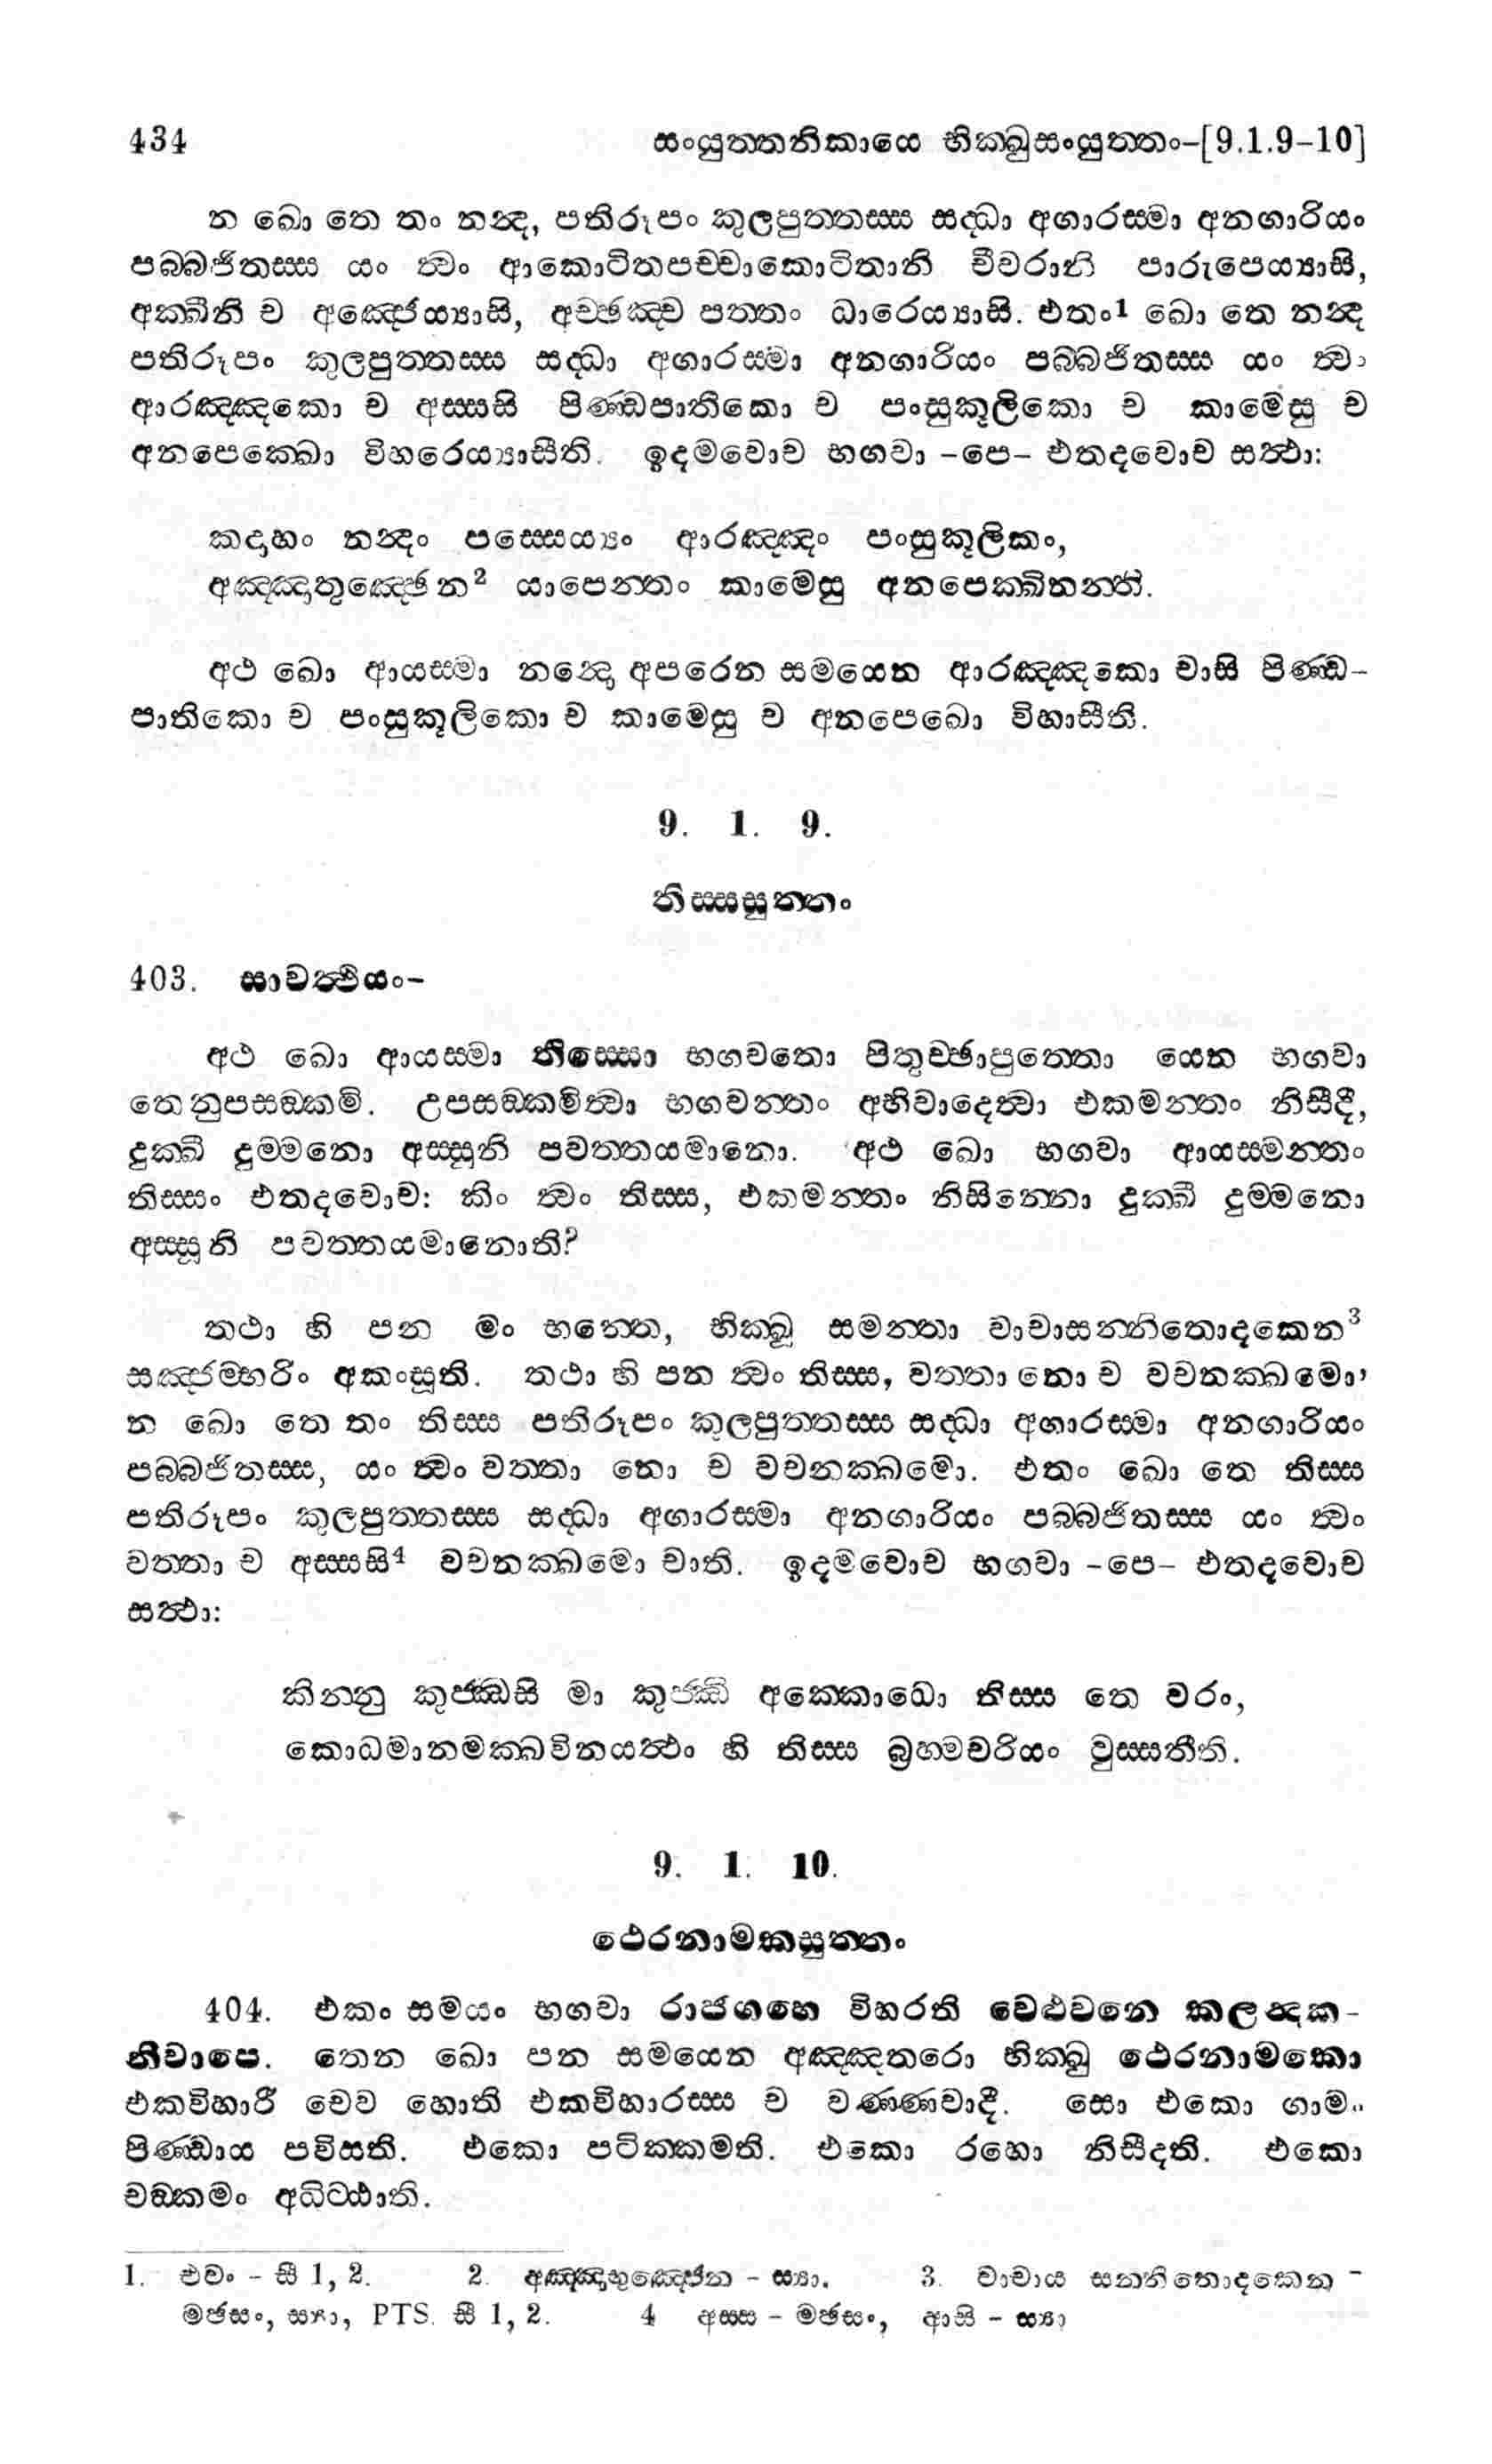 434 සංයුත්තනිකායෙ භික්ඛුසංයුත්තං-[9.1.9-10]
න ඛො තෙ තං නන්ද, පතිරූපං කුලපුත්තස්ස සද්ධා අගාරස්මා අනගාරියං
පබ්බජිතස්ස යං ත්වං ආකොටිතපච්චාකොටිතානි චීවරානි පාරුපෙය්‍යාසි,
අක්ඛීනි ච අඤ්ජෙය්‍යාසි, අච්ඡඤ්ච පත්තං ධාරෙය්‍යාසි. එතං1 ඛො තෙ නන්ද
පතිරූපං කුලපුත්තස්ස සද්ධා අගාරස්මා අනගාරියං පබ්බජිතස්ස යං ත්වං
ආරඤ්ඤකො ච අස්සසි පිණ්ඩපාතිකො ච පංසුකූලිකො ච කාමෙසු ච
අනපෙක්ඛො විහරෙය්‍යාසීති. ඉදමවොච භගවා -පෙ- එතදවොච සත්ථා:
කදාහං නන්දං පස්සෙය්‍යං ආරඤ්ඤං පංසුකූලිකං,
අඤ්ඤාතුඤ්ඡෙන2 යාපෙන්තං කාමෙසු අනපෙක්ඛිනන්ති.
අථ ඛො ආයස්මා නන්දො අපරෙන සමයෙන ආරඤ්ඤකො චාසි පිණ්ඩ-
පාතිකො ච පංසුකූලිකො ච කාමෙසු ච අනපෙඛො විහාසීති.
9. 1. 9.
තිස්සසුත්තං
403. සාවත්ථියං-
අථ ඛො ආයස්මා තිස්සො භගවතො පිතුච්ඡාපුත්තො යෙන භගවා
තෙනුපසඞ්කමි. උපසඞ්කමිත්වා භගවන්තං අභිවාදෙත්වා එකමන්තං නිසීදි,
දුක්ඛී දුම්මනො අස්සූනි පවත්තයමානො. අථ ඛො භගවා ආයස්මන්තං
තිස්සං එතදවොච: කිං ත්වං තිස්ස, එකමන්තං නිසින්නො දුක්ඛී දුම්මනො
අස්සූනි පවත්තයමානොති?
තථා හි පන මං භන්තෙ, භික්ඛූ සමන්තා වාචාසන්නිතොදකෙන3
සඤ්ජම්භරිං අකංසූති. තථා හි පන ත්වං තිස්ස, වත්තා නො ච වචනක්ඛමො’
න ඛො තෙ තං තිස්ස පතිරූපං කුලපුත්තස්ස සද්ධා අගාරස්මා අනගාරියං
පබ්බජිතස්ස, යං ත්වං වත්තා නො ච වචනක්ඛමො. එතං ඛො තෙ තිස්ස
පතිරූපං කුලපුත්තස්ස සද්ධා අගාරස්මා අනගාරියං පබ්බජිතස්ස යං ත්වං
වත්තා ච අස්සසි4 වචනක්ඛමො චාති. ඉදමවොච භගවා -පෙ- එතදවොච
සත්ථා:
කින්නු කුජ්ඣසි මා කුජ්ඣි අක්කොධො තිස්ස තෙ වරං,
කොධමානමක්ඛවිනයත්ථං හි තිස්ස බ්‍රහ්මචරියං වුස්සතීති.
9. 1. 10.
ථෙරනාමකසුත්තං
404. එකං සමයං භගවා රාජගහෙ විහරති වෙළුවනෙ කලන්දක-
නිවාපෙ. තෙන ඛො පන සමයෙන අඤ්ඤතරො භික්ඛු ථෙරනාමකො
එකවිහාරී චෙව හොති එකවිහාරස්ස ච වණ්ණවාදී. සො එකො ගාමං
පිණ්ඩාය පවිසති. එකො පටික්කමති. එකො රහො නිසීදති. එකො
චඞ්කමං අධිට්ඨාති.
1. එවං - සී 1, 2. 2. අඤ්ඤාභුඤ්ජෙන - ස්‍යා. 3. වාචාය සන්නිතොදකෙන -
මඡසං, ස්‍යා, PTS. සී 1, 2. 4 අස්ස - මඡසං, ආසි - ස්‍යා